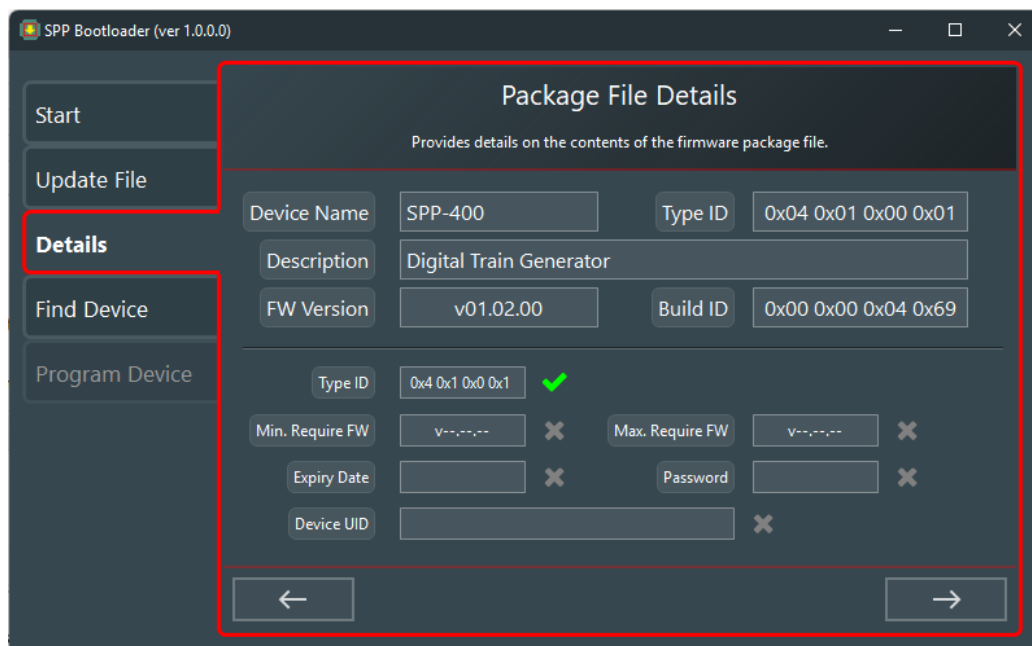 SPP Bootloader (ver 1.0.0.0)
Start
Update File
Details
Find Device
Program Device
Package File Details
Provides details on the contents of the firmware package file.
Device Name SPP-400 Type ID 0x04 0x01 0x00 0x01
Description Digital Train Generator
FW Version v01.02.00 Build ID 0x00 0x00 0x04 0x69
Type ID 0x4 0x1 0x0 0x1
Min. Require FW v--.--.-- Max. Require FW v--.--.--
Expiry Date Password
Device UID